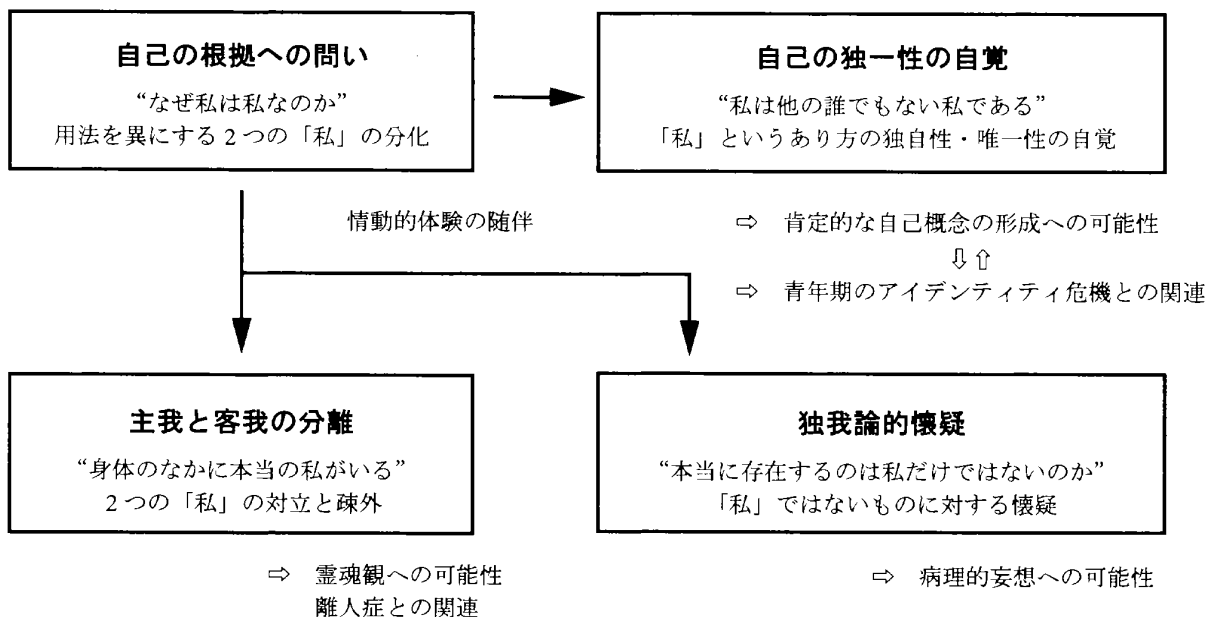 自己の根拠への問い
“なぜ私は私なのか”
用法を異にする2つの「私」の分化
自己の独一性の自覚
“私は他の誰でもない私である”
「私」というあり方の独自性・唯一性の自覚
情動的体験の随伴
⇨ 肯定的な自己概念の形成への可能性
⇩⇧
⇨ 青年期のアイデンティティ危機との関連
主我と客我の分離
“身体のなかに本当の私がいる”
2つの「私」の対立と疎外
⇨ 霊魂観への可能性
離人症との関連
独我論的懐疑
“本当に存在するのは私だけではないのか”
「私」ではないものに対する懐疑
⇨ 病理的妄想への可能性